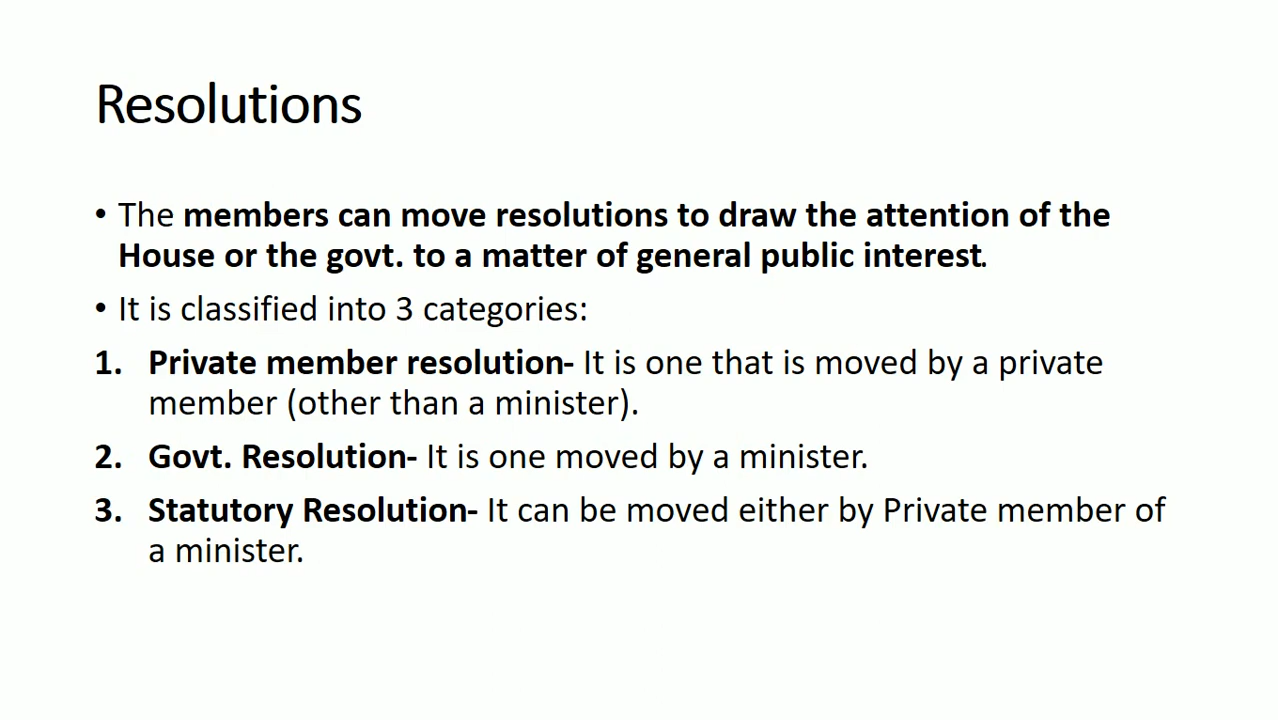 Resolutions
• The members can move resolutions to draw the attention of the
House or the govt. to a matter of general public interest.
• It is classified into 3 categories:
1. Private member resolution- It is one that is moved by a private
member (other than a minister).
2. Govt. Resolution- It is one moved by a minister.
3. Statutory Resolution- It can be moved either by Private member of
a minister.